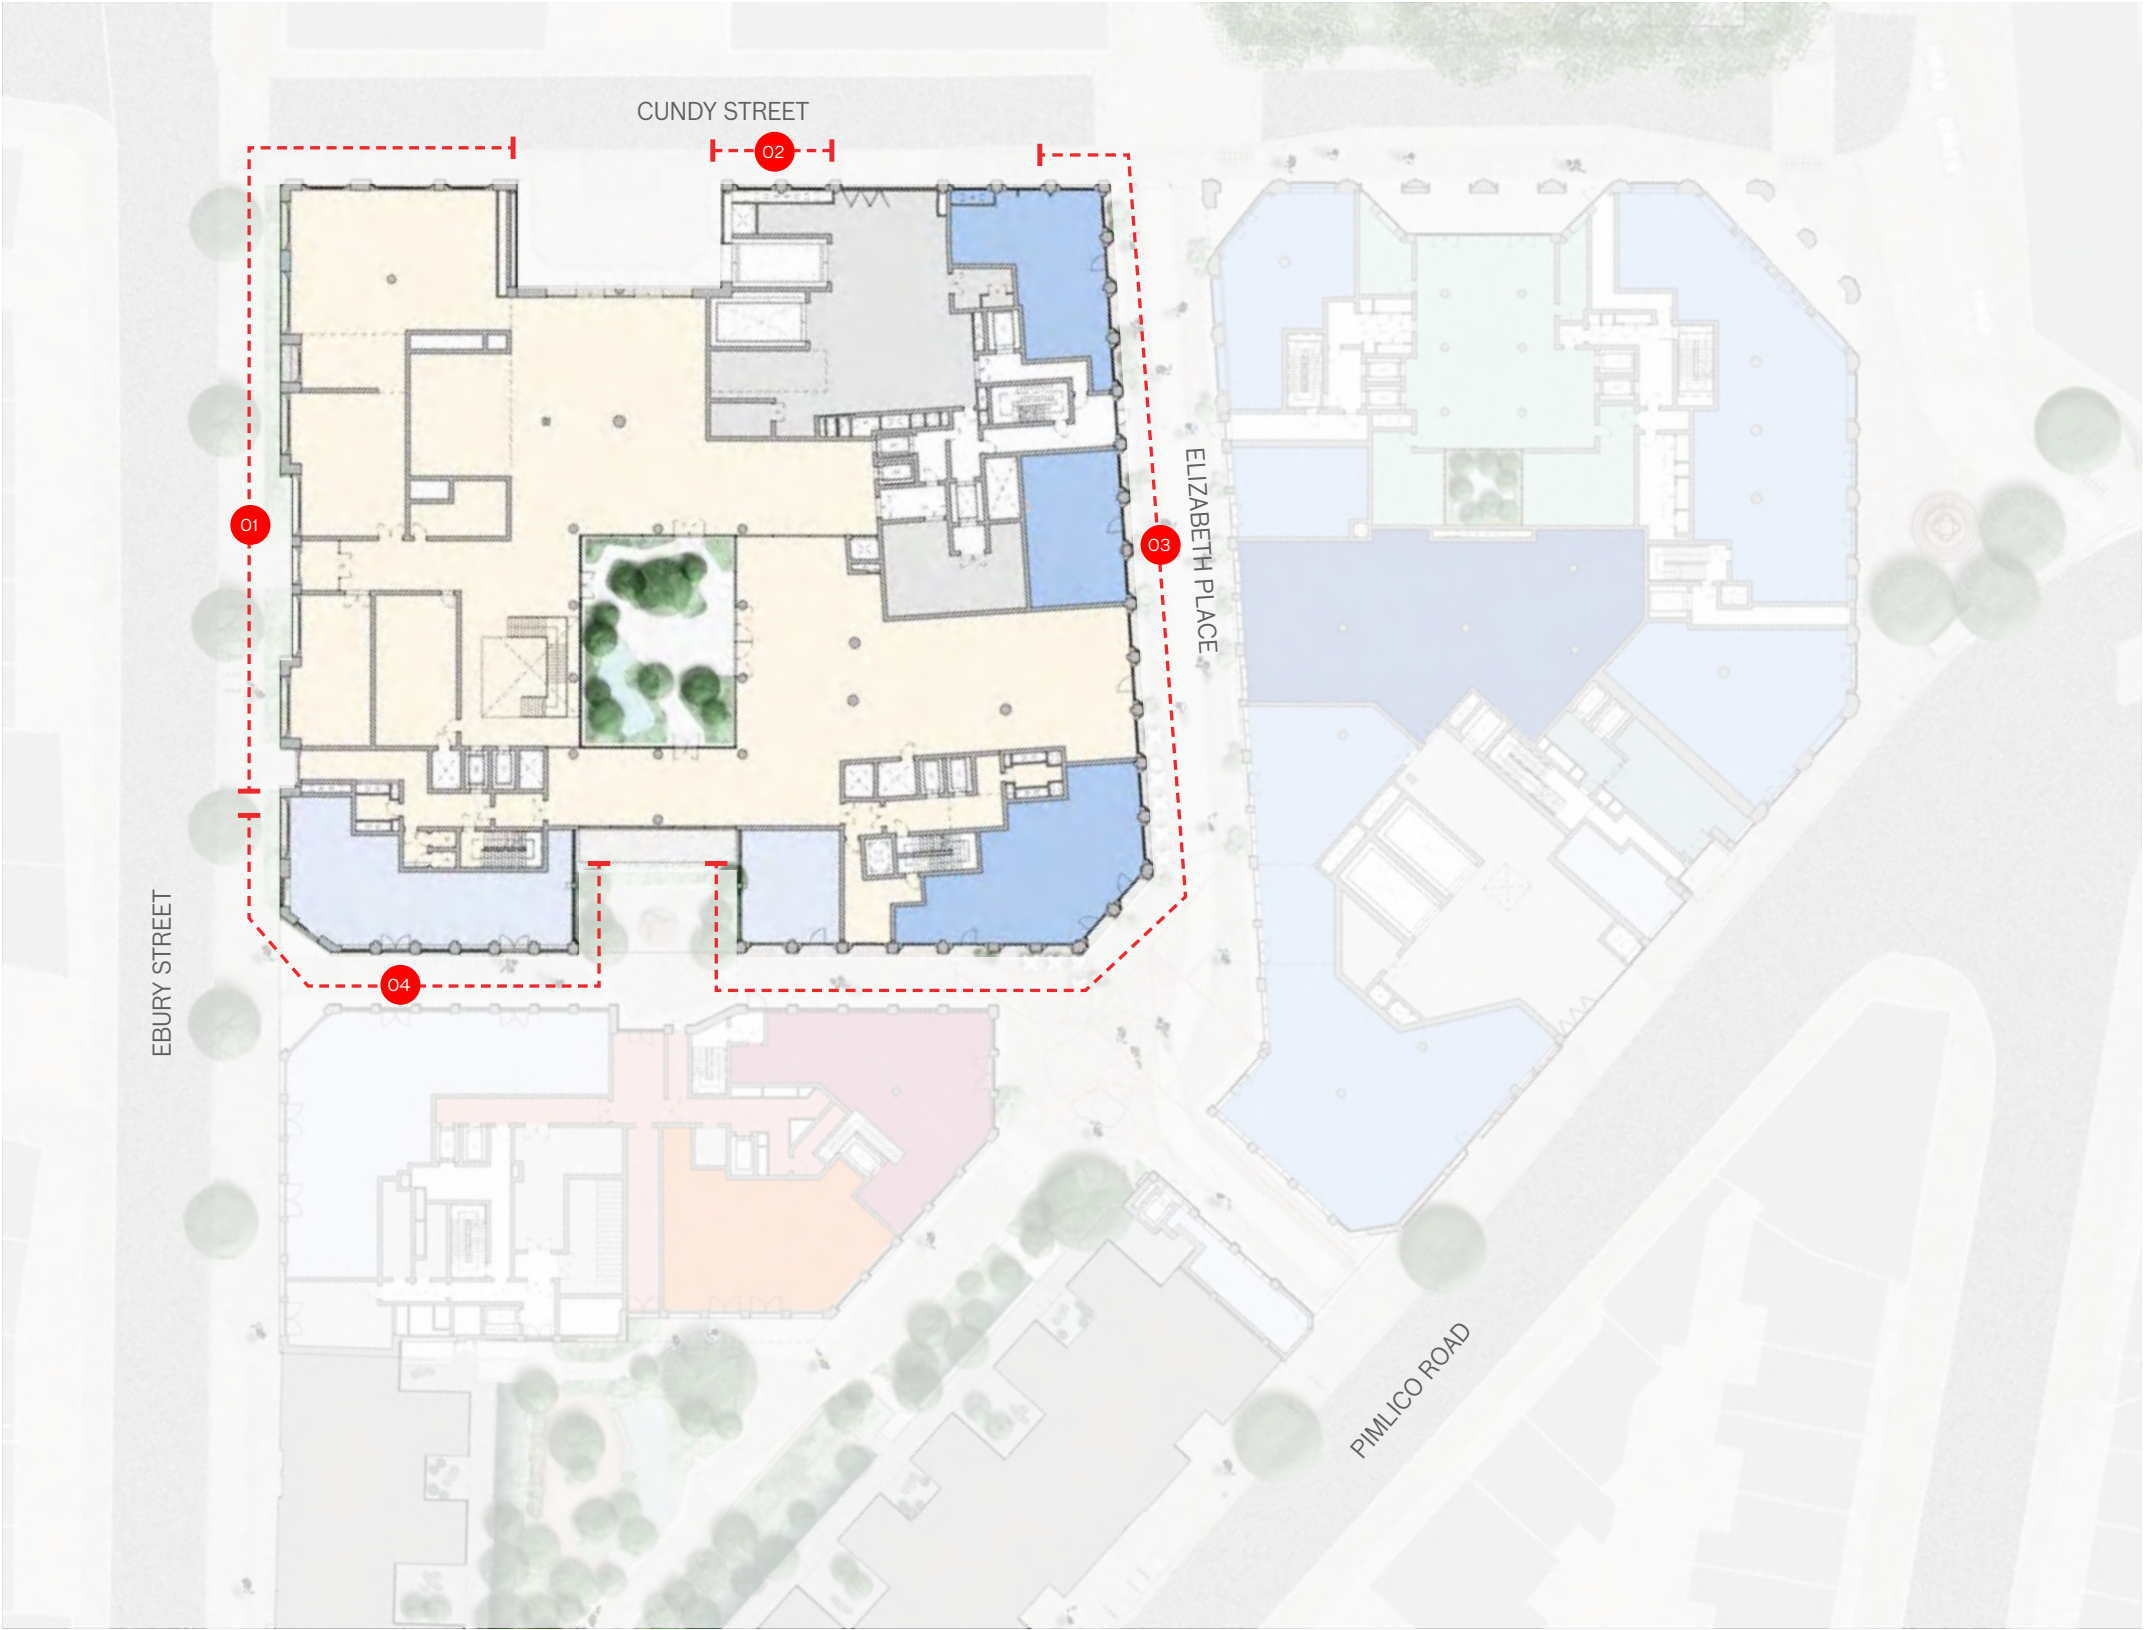 CUNDY STREET
02
01
03
ELIZABETH PLACE
EBURY STREET
04
PIMLICO ROAD